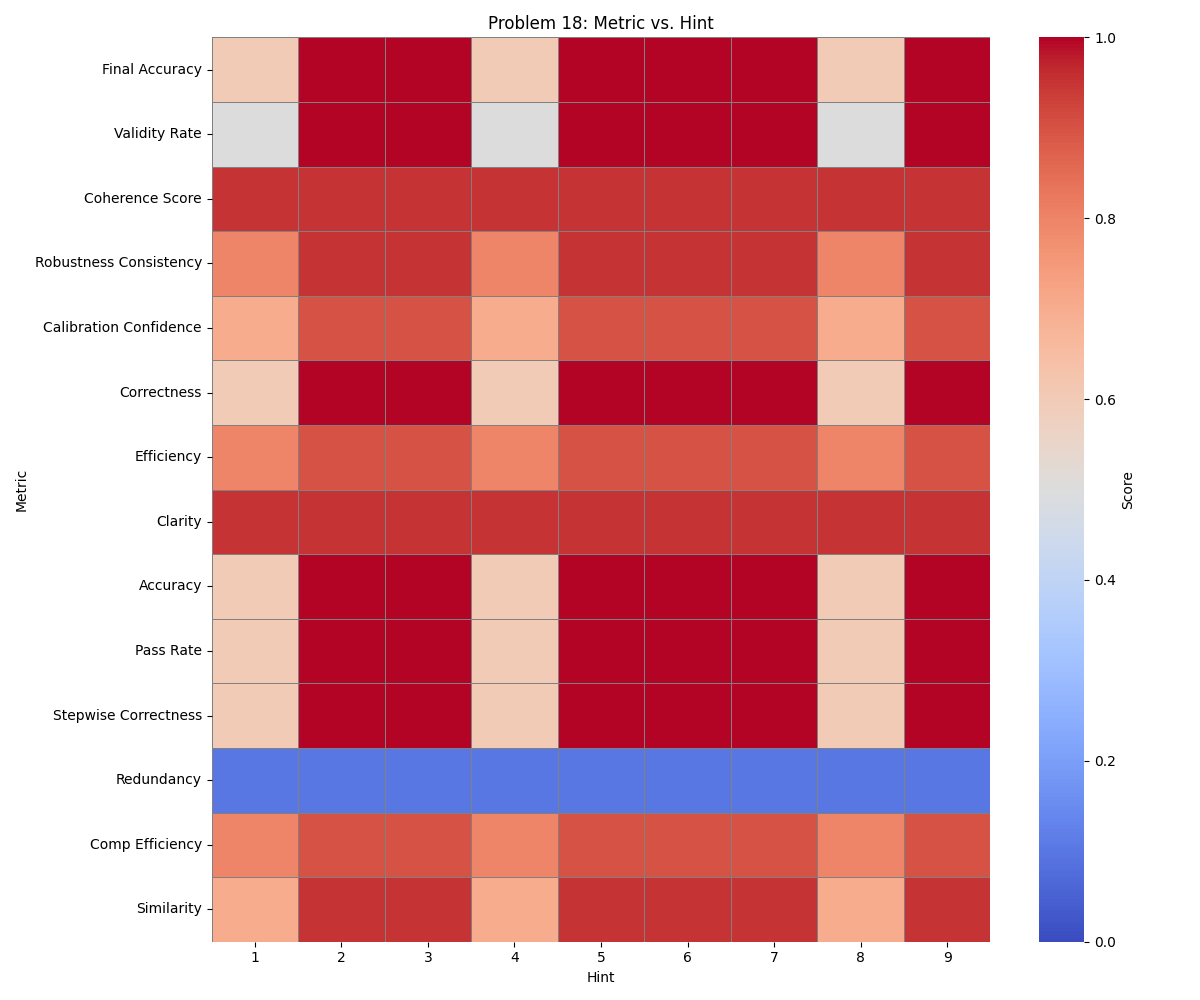 Problem 18: Metric vs. Hint
Final Accuracy
Validity Rate
Coherence Score
Robustness Consistency
Calibration Confidence
Correctness
Efficiency
Clarity
Accuracy
Pass Rate
Stepwise Correctness
Redundancy
Comp Efficiency
Similarity
Metric
1 2 3 4 5 6 7 8 9
Hint
1.0
0.8
0.6
0.4
0.2
0.0
Score